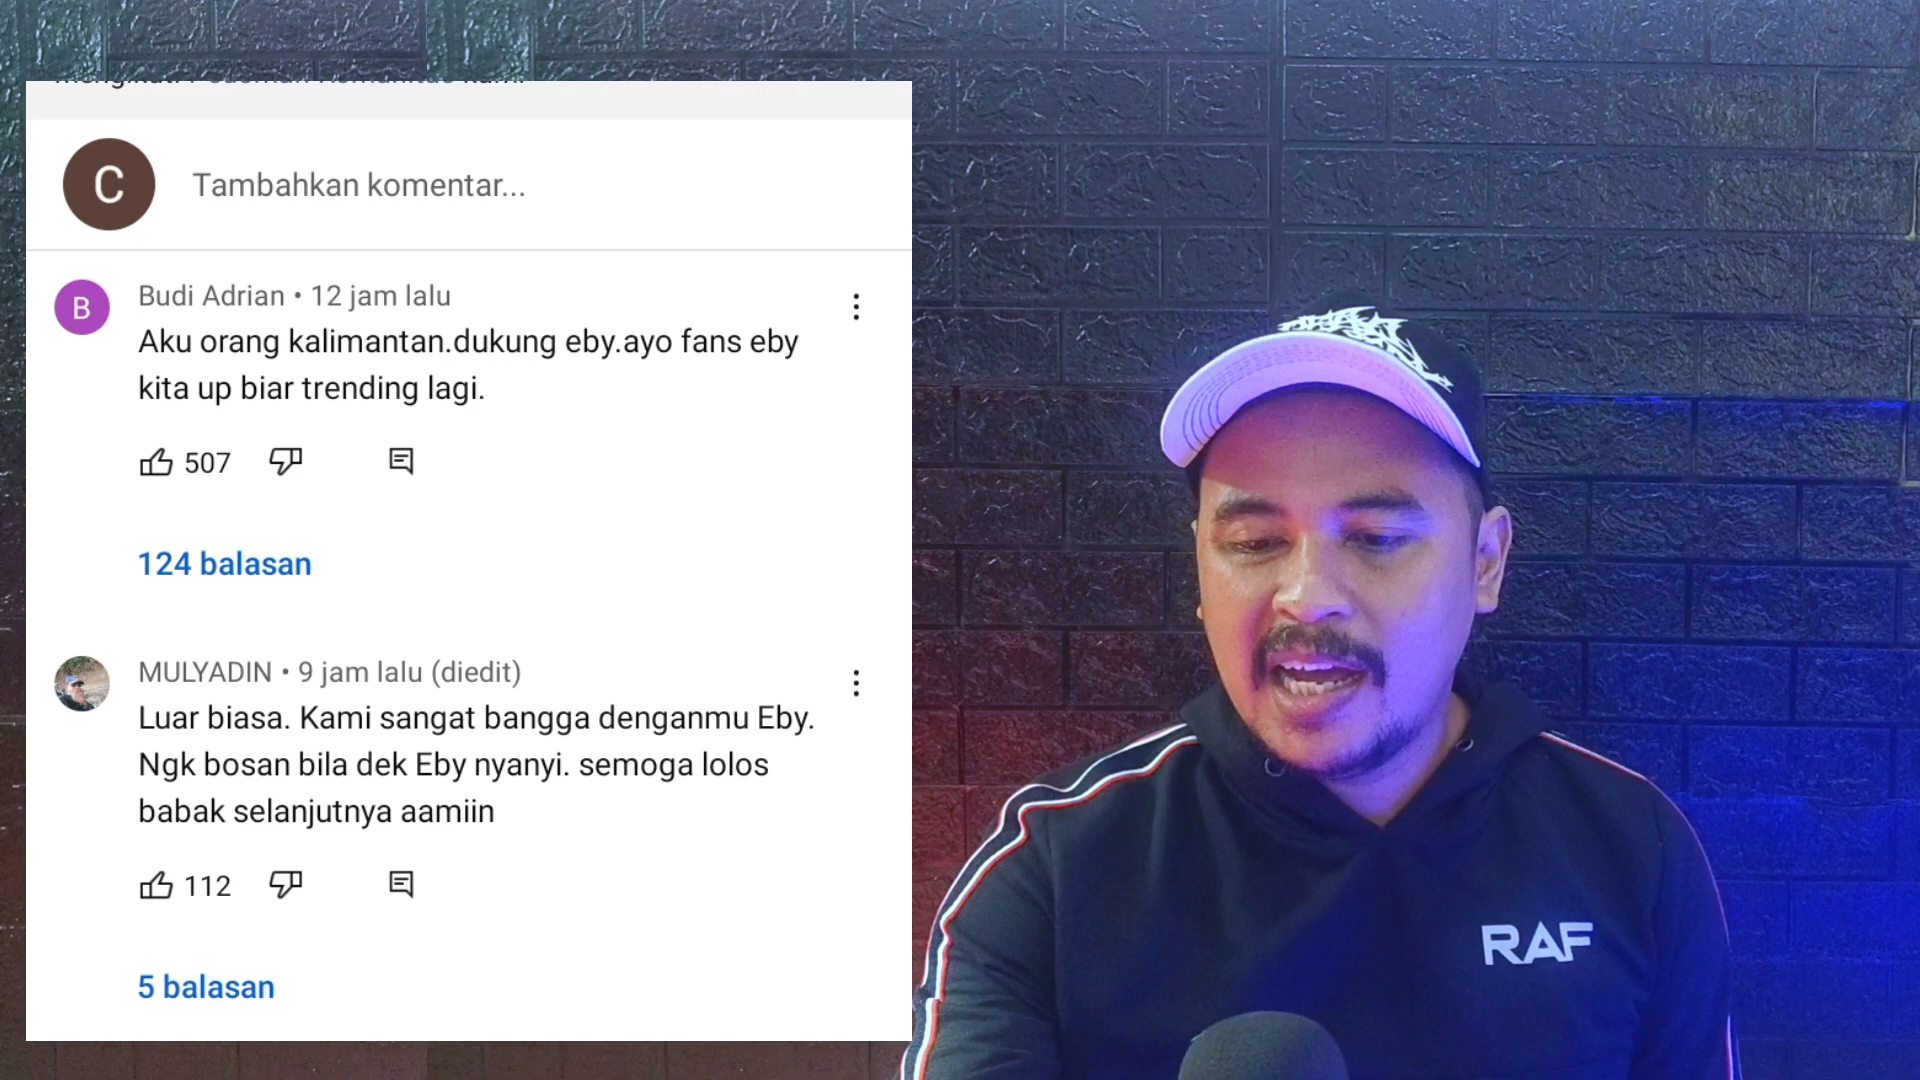 C
Tambahkan komentar...
B
Budi Adrian • 12 jam lalu
Aku orang kalimantan.dukung eby.ayo fans eby
kita up biar trending lagi.
507
124 balasan
MULYADIN • 9 jam lalu (diedit)
Luar biasa. Kami sangat bangga denganmu Eby.
Ngk bosan bila dek Eby nyanyi. semoga lolos
babak selanjutnya aamiin
112
5 balasan
RAF